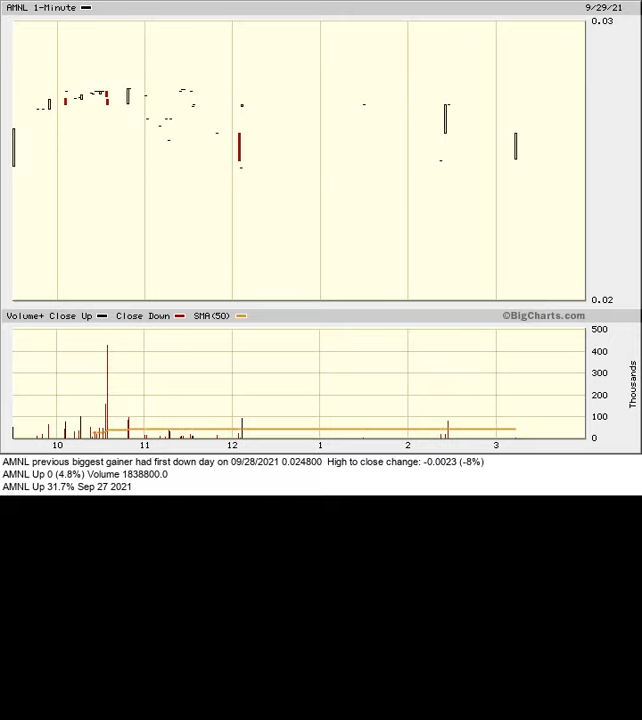 AMNL 1-Minute 9/29/21
0.03
0.02
Volume+ Close Up Close Down SMA(50) ©BigCharts.com
500
400
300
200
100
0
Thousands
10 11 12 1 2 3
AMNL previous biggest gainer had first down day on 09/28/2021 0.024800 High to close change: -0.0023 (-8%)
AMNL Up 0 (4.8%) Volume 1838800.0
AMNL Up 31.7% Sep 27 2021